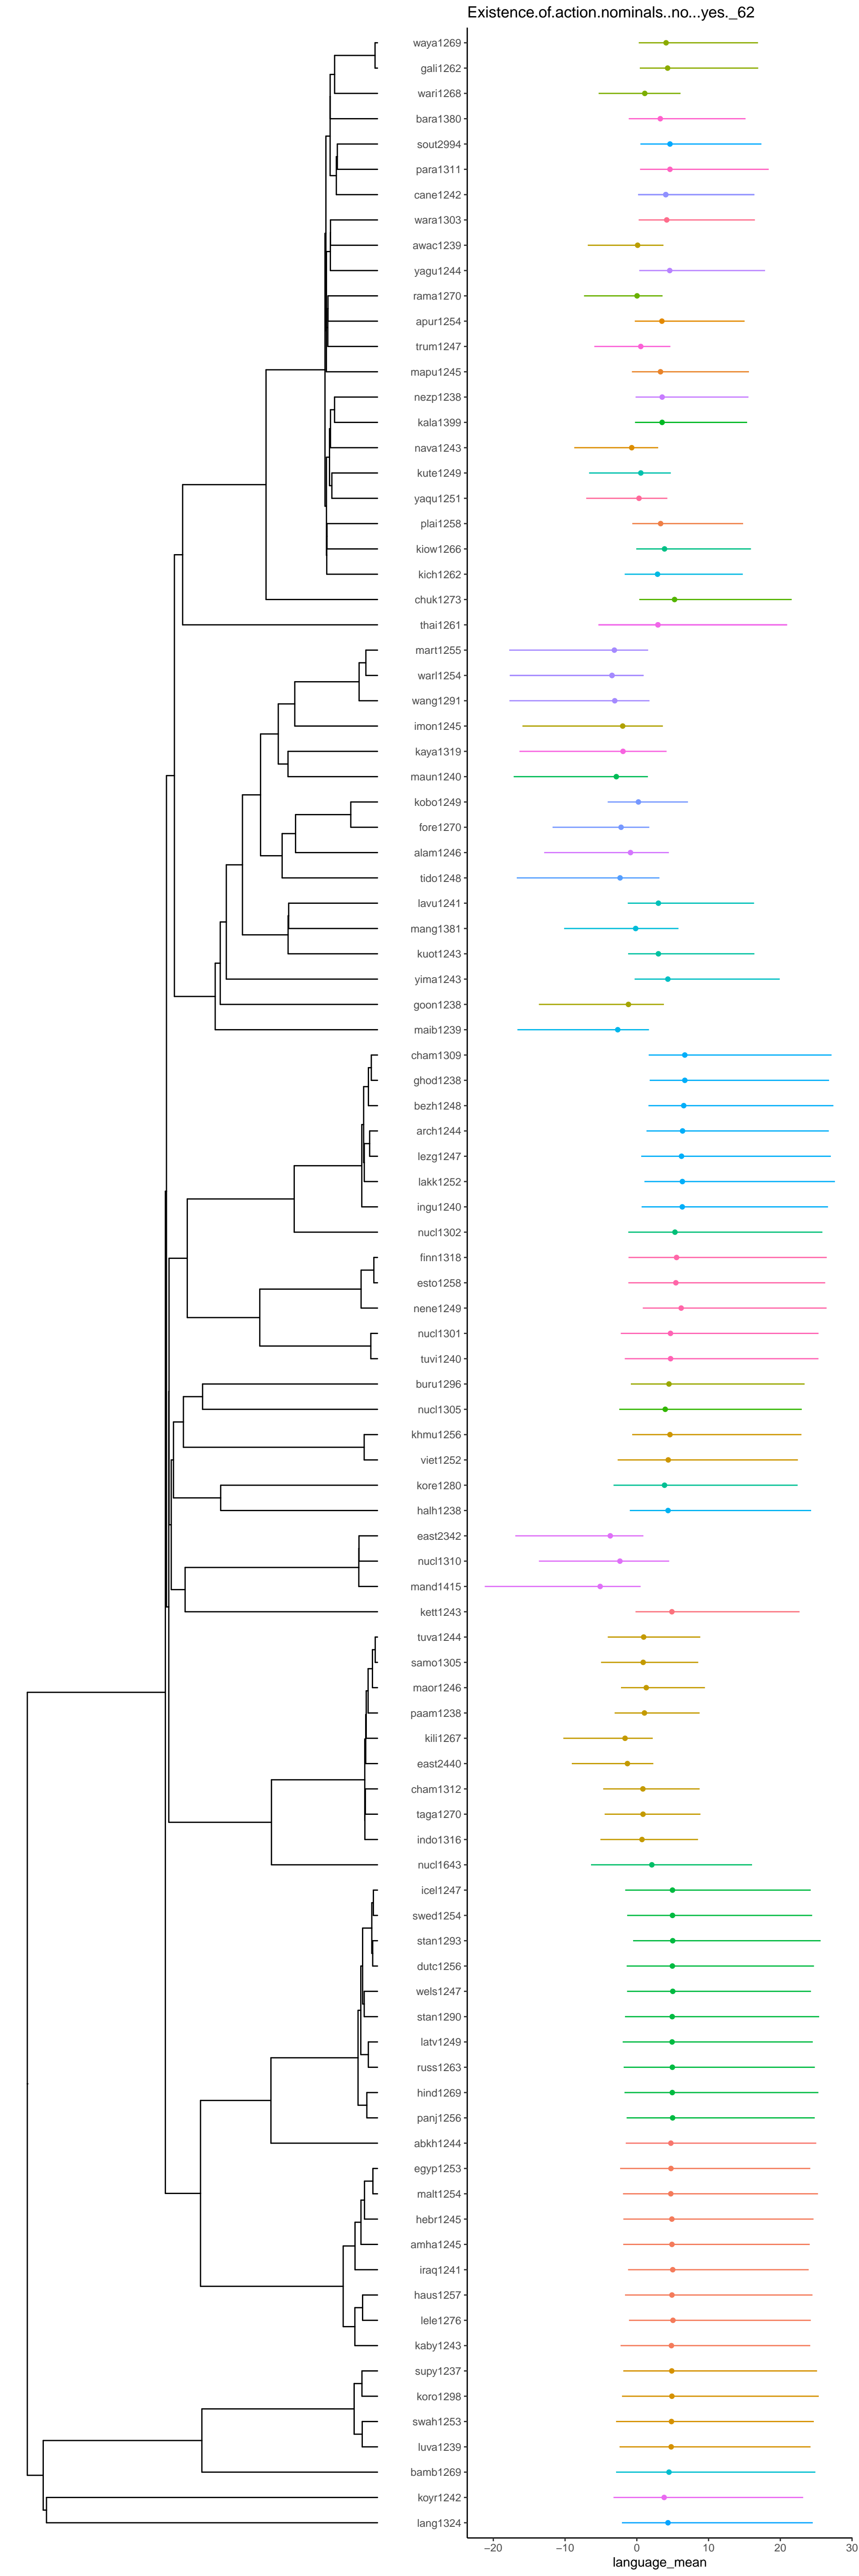 Existence.of.action.nominals..no...yes._62
waya1269
gali1262
wari1268
bara1380
sout2994
para1311
cane1242
wara1303
awac1239
yagu1244
rama1270
apur1254
trum1247
mapu1245
nezp1238
kala1399
nava1243
kute1249
yaqu1251
plai1258
kiow1266
kich1262
chuk1273
thai1261
mart1255
warl1254
wang1291
imon1245
kaya1319
maun1240
kobo1249
fore1270
alam1246
tido1248
lavu1241
mang1381
kuot1243
yima1243
goon1238
maib1239
cham1309
ghod1238
bezh1248
arch1244
lezg1247
lakk1252
ingu1240
nucl1302
finn1318
esto1258
nene1249
nucl1301
tuvi1240
buru1296
nucl1305
khmu1256
viet1252
kore1280
halh1238
east2342
nucl1310
mand1415
kett1243
tuva1244
samo1305
maor1246
paam1238
kili1267
east2440
cham1312
taga1270
indo1316
nucl1643
icel1247
swed1254
stan1293
dutc1256
wels1247
stan1290
latv1249
russ1263
hind1269
panj1256
abkh1244
egyp1253
malt1254
hebr1245
amha1245
iraq1241
haus1257
lele1276
kaby1243
supy1237
koro1298
swah1253
luva1239
bamb1269
koyr1242
lang1324
−20 −10 0 10 20 30
language_mean